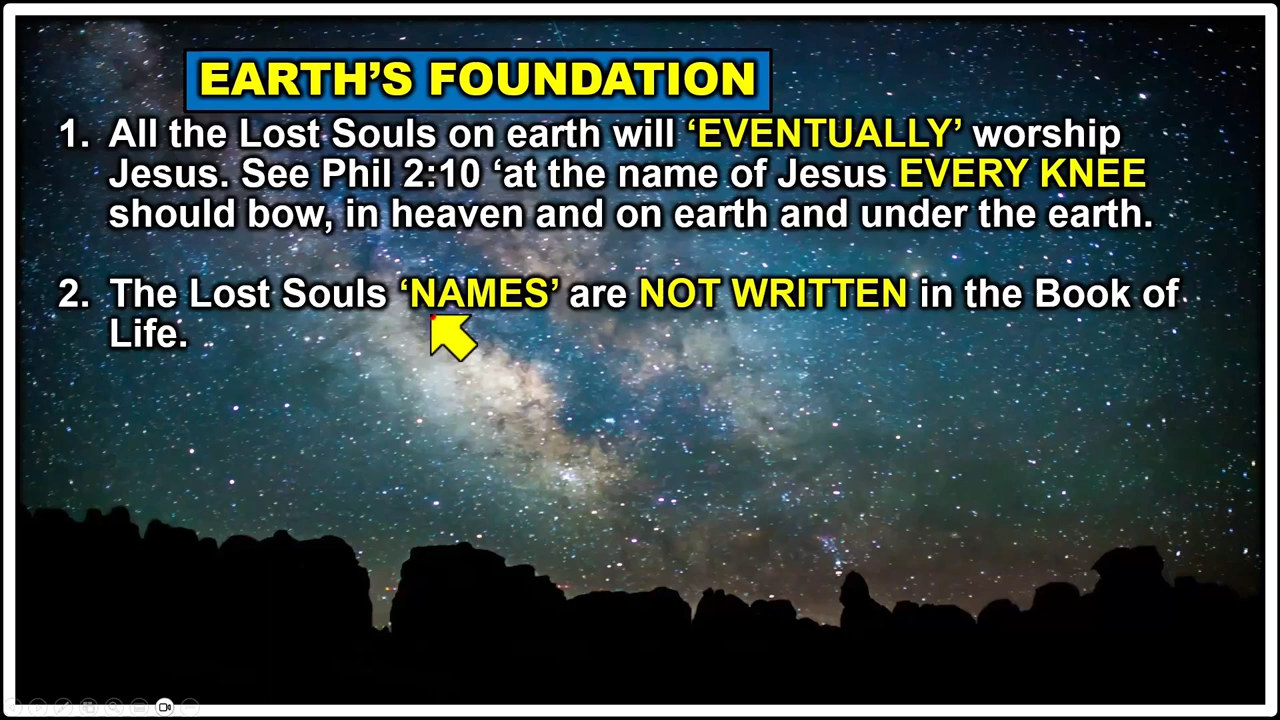 EARTH’S FOUNDATION
1. All the Lost Souls on earth will ‘EVENTUALLY’ worship
Jesus. See Phil 2:10 ‘at the name of Jesus EVERY KNEE
should bow, in heaven and on earth and under the earth.
2. The Lost Souls ‘NAMES’ are NOT WRITTEN in the Book of
Life.